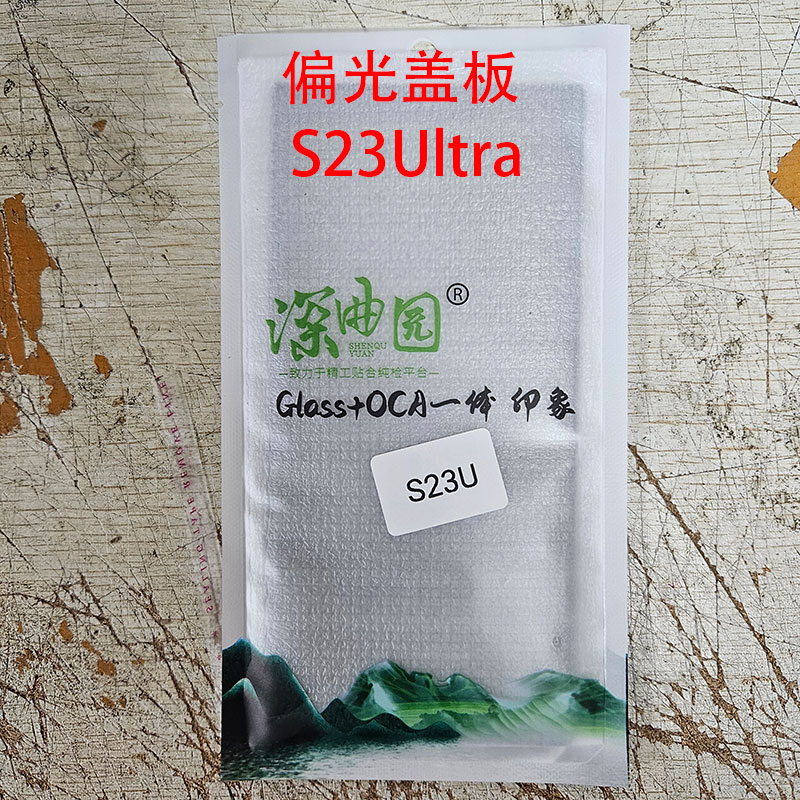 偏光盖板
S23Ultra
深曲园®
SHENQU
YUAN
—致力于精工贴合纯检平台—
Glass+OCA一体 印象
S23U